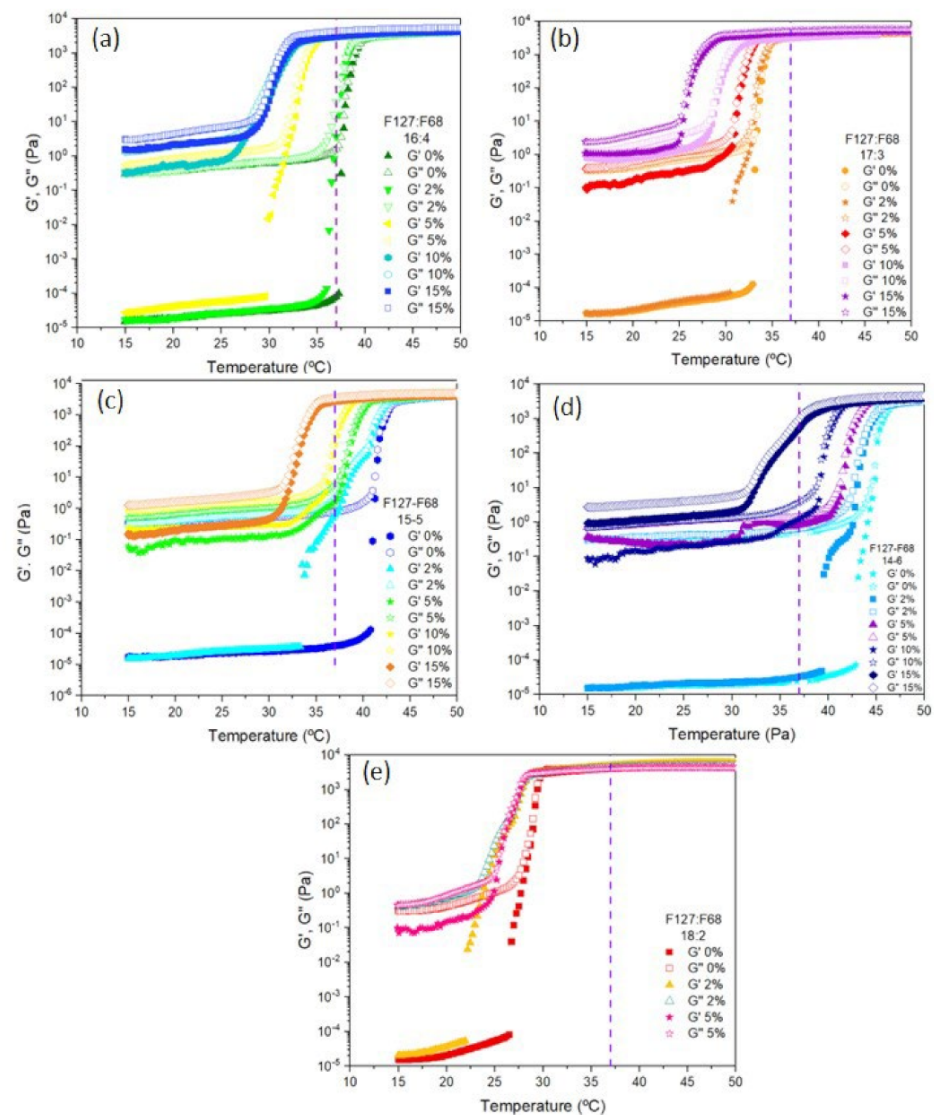 (a)
G', G" (Pa)
10⁴
10³
10²
10¹
10⁰
10⁻¹
10⁻²
10⁻³
10⁻⁴
10⁻⁵
F127:F68
16:4
G' 0%
G" 0%
G' 2%
G" 2%
G' 5%
G" 5%
G' 10%
G" 10%
G' 15%
G" 15%
10 15 20 25 30 35 40 45 50
Temperature (ºC)
(b)
G', G" (Pa)
10⁴
10³
10²
10¹
10⁰
10⁻¹
10⁻²
10⁻³
10⁻⁴
10⁻⁵
F127:F68
17:3
G' 0%
G" 0%
G' 2%
G" 2%
G' 5%
G" 5%
G' 10%
G" 10%
G' 15%
G" 15%
10 15 20 25 30 35 40 45 50
Temperature (ºC)
(c)
G'. G" (Pa)
10⁴
10³
10²
10¹
10⁰
10⁻¹
10⁻²
10⁻³
10⁻⁴
10⁻⁵
10⁻⁶
F127-F68
15-5
G' 0%
G" 0%
G' 2%
G" 2%
G' 5%
G" 5%
G' 10%
G" 10%
G' 15%
G" 15%
10 15 20 25 30 35 40 45 50
Temperature (ºC)
(d)
G', G" (Pa)
10⁴
10³
10²
10¹
10⁰
10⁻¹
10⁻²
10⁻³
10⁻⁴
10⁻⁵
F127-F68
14-6
G' 0%
G" 0%
G' 2%
G" 2%
G' 5%
G" 5%
G' 10%
G" 10%
G' 15%
G" 15%
10 15 20 25 30 35 40 45 50
Temperature (Pa)
(e)
G', G" (Pa)
10⁴
10³
10²
10¹
10⁰
10⁻¹
10⁻²
10⁻³
10⁻⁴
10⁻⁵
F127:F68
18:2
G' 0%
G" 0%
G' 2%
G" 2%
G' 5%
G" 5%
10 15 20 25 30 35 40 45 50
Temperature (ºC)